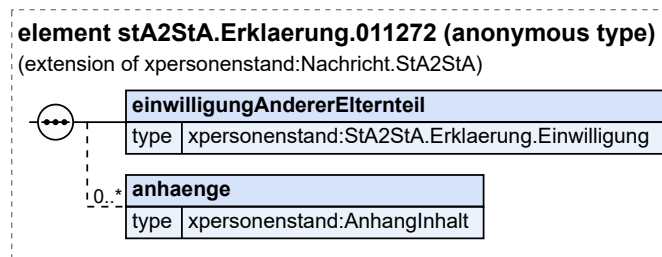 element stA2StA.Erklaerung.011272 (anonymous type)
(extension of xpersonenstand:Nachricht.StA2StA)
einwilligungAndererElternteil
type xpersonenstand:StA2StA.Erklaerung.Einwilligung
0..* anhaenge
type xpersonenstand:AnhangInhalt